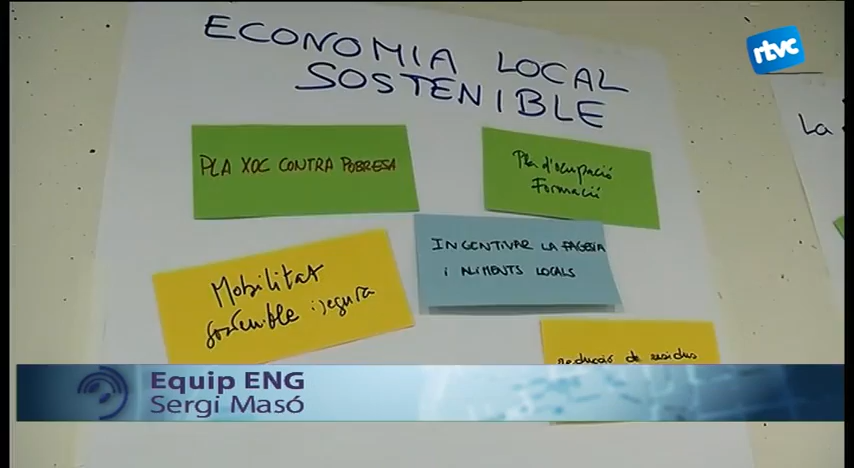 ECONOMIA LOCAL
SOSTENIBLE
rtvc
La
PLA XOC CONTRA POBRESA
Pla d'ocupació
Formació
INCENTIVAR LA PAGESIA
i ALIMENTS LOCALS
Mobilitat
sostenible i segura
reducció de residus
Equip ENG
Sergi Masó